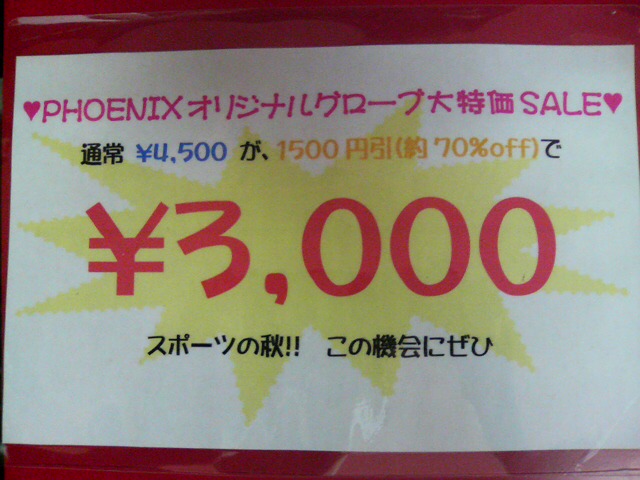 ♥PHOENIXオリジナルグローブ大特価SALE♥
通常 ¥4,500 が、1500円引(約70%off)で
¥3,000
スポーツの秋!! この機会にぜひ